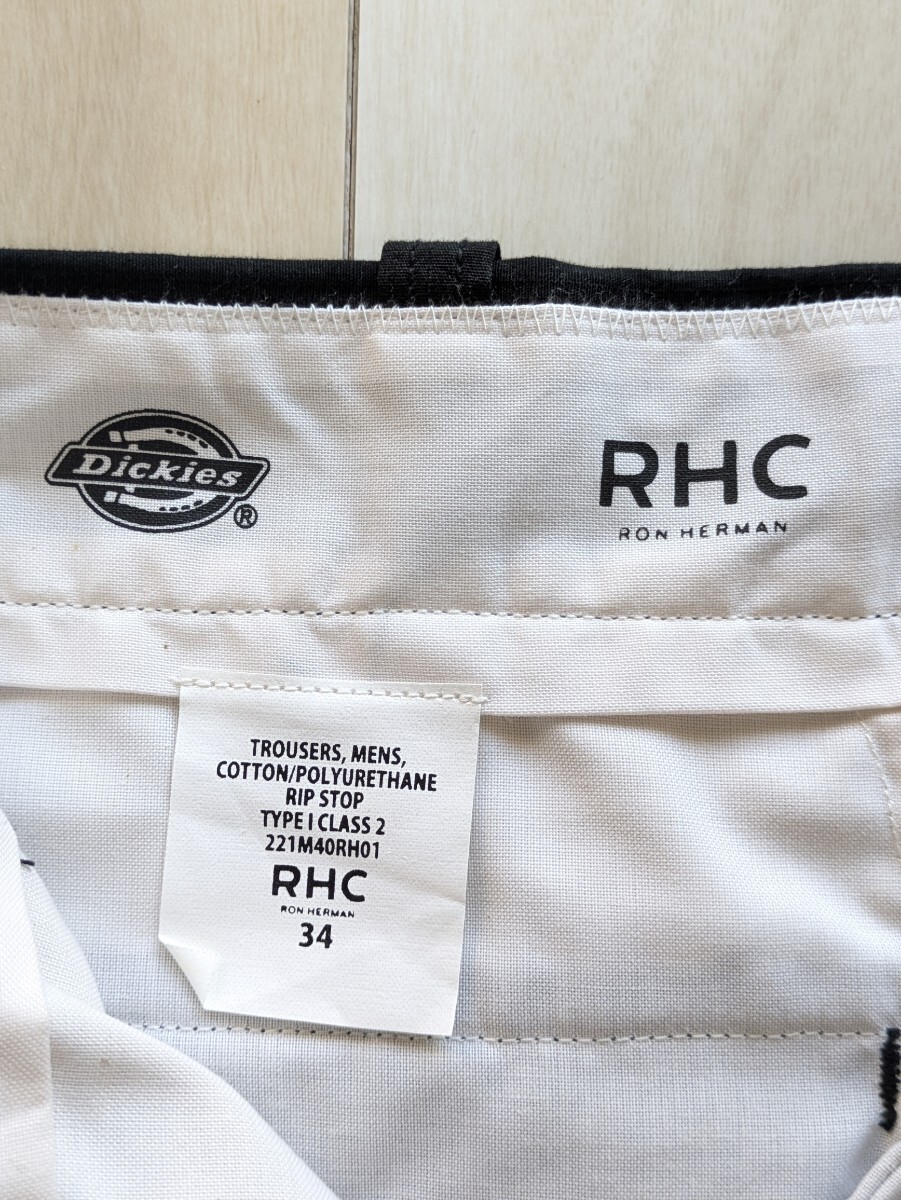 Dickies
®
RHC
RON HERMAN
TROUSERS, MENS,
COTTON/POLYURETHANE
RIP STOP
TYPE I CLASS 2
221M40RH01
RHC
RON HERMAN
34